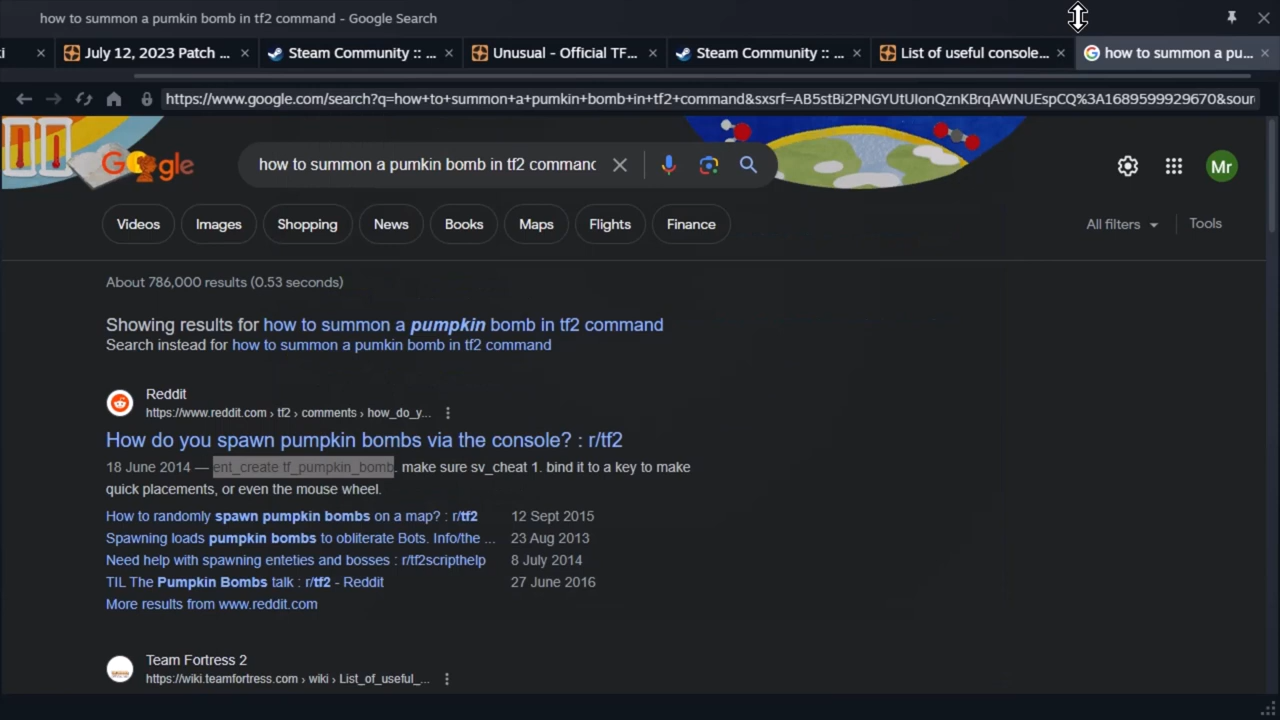 how to summon a pumkin bomb in tf2 command - Google Search
i
July 12, 2023 Patch ...
Steam Community :: ...
Unusual - Official TF...
Steam Community :: ...
List of useful console...
how to summon a pu...
https://www.google.com/search?q=how+to+summon+a+pumkin+bomb+in+tf2+command&sxsrf=AB5stBi2PNGYUtUIonQznKBrqAWNUEspCQ%3A1689599929670&sour
Google
how to summon a pumkin bomb in tf2 command
Mr
Videos
Images
Shopping
News
Books
Maps
Flights
Finance
All filters
Tools
About 786,000 results (0.53 seconds)
Showing results for how to summon a pumpkin bomb in tf2 command
Search instead for how to summon a pumkin bomb in tf2 command
Reddit
https://www.reddit.com › tf2 › comments › how_do_y...
How do you spawn pumpkin bombs via the console? : r/tf2
18 June 2014 — ent_create tf_pumpkin_bomb. make sure sv_cheat 1. bind it to a key to make
quick placements, or even the mouse wheel.
How to randomly spawn pumpkin bombs on a map? : r/tf2 12 Sept 2015
Spawning loads pumpkin bombs to obliterate Bots. Info/the ... 23 Aug 2013
Need help with spawning enteties and bosses : r/tf2scripthelp 8 July 2014
TIL The Pumpkin Bombs talk : r/tf2 - Reddit 27 June 2016
More results from www.reddit.com
Team Fortress 2
https://wiki.teamfortress.com › wiki › List_of_useful_...